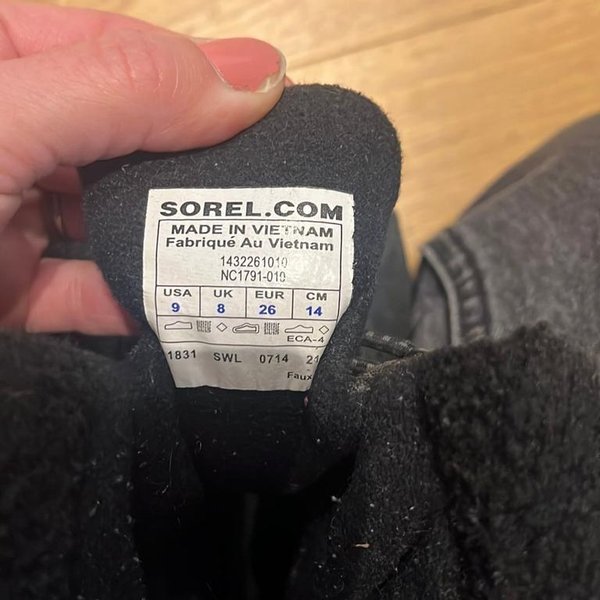 SOREL.COM
MADE IN VIETNAM
Fabriqué Au Vietnam
1432261010
NC1791-010
USA UK EUR CM
9 8 26 14
ECA-4
1831 SWL 0714
Faux